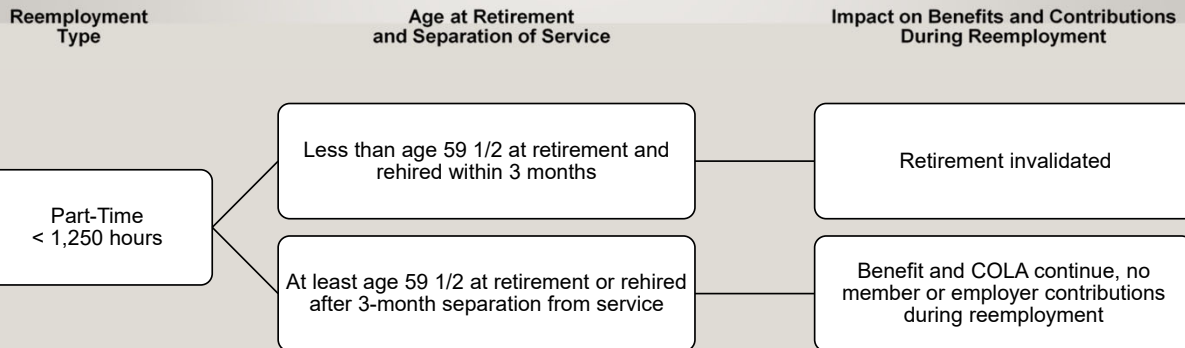 Reemployment
Type
Age at Retirement
and Separation of Service
Impact on Benefits and Contributions
During Reemployment
Part-Time
< 1,250 hours
Less than age 59 1/2 at retirement and
rehired within 3 months
Retirement invalidated
At least age 59 1/2 at retirement or rehired
after 3-month separation from service
Benefit and COLA continue, no
member or employer contributions
during reemployment